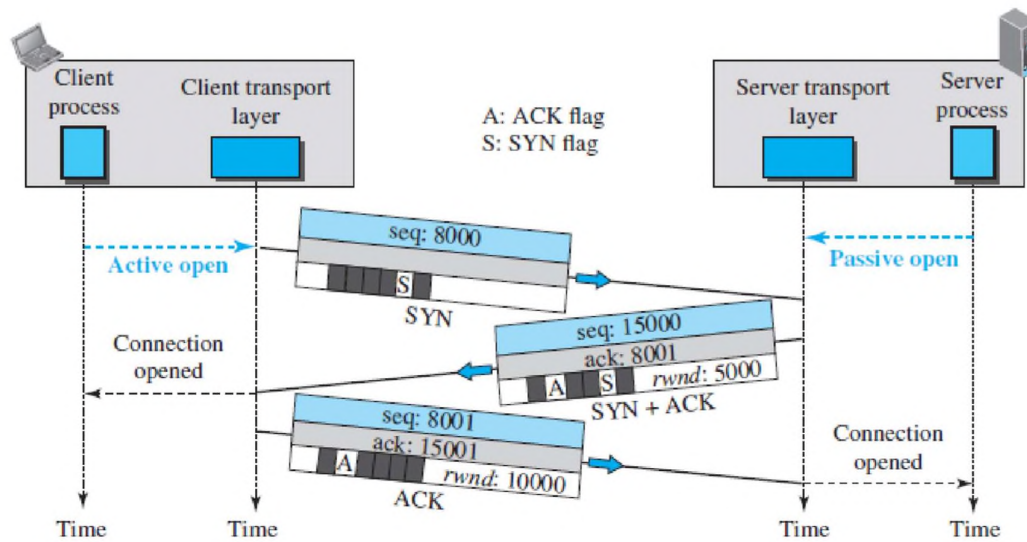 Client
process
Client transport
layer
A: ACK flag
S: SYN flag
Server transport
layer
Server
process
Active open
Passive open
seq: 8000
S
SYN
seq: 15000
ack: 8001
A S rwnd: 5000
SYN + ACK
Connection
opened
seq: 8001
ack: 15001
A rwnd: 10000
ACK
Connection
opened
Time
Time
Time
Time